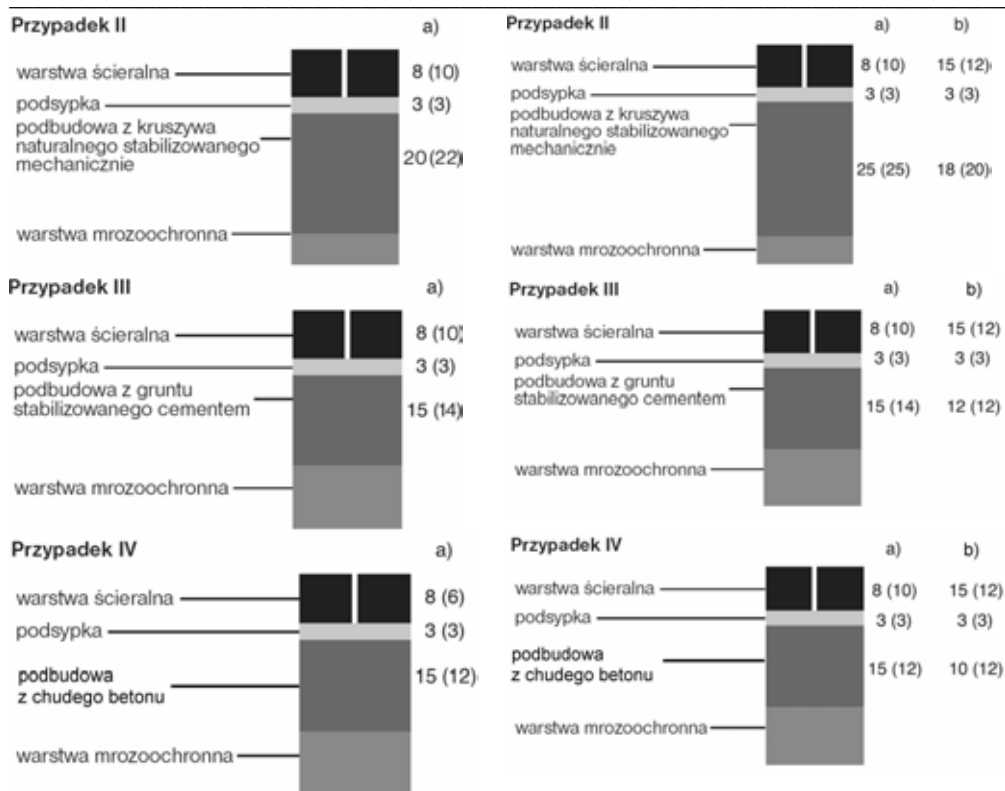 Przypadek II a)
warstwa ścieralna 8 (10)
podsypka 3 (3)
podbudowa z kruszywa
naturalnego stabilizowanego
mechanicznie
20 (22)
warstwa mrozoochronna
Przypadek III a)
warstwa ścieralna 8 (10)
podsypka 3 (3)
podbudowa z gruntu
stabilizowanego cementem
15 (14)
warstwa mrozoochronna
Przypadek IV a)
warstwa ścieralna 8 (6)
podsypka 3 (3)
podbudowa
z chudego betonu
15 (12)
warstwa mrozoochronna
Przypadek II a) b)
warstwa ścieralna 8 (10) 15 (12)
podsypka 3 (3) 3 (3)
podbudowa z kruszywa
naturalnego stabilizowanego
mechanicznie
25 (25) 18 (20)
warstwa mrozoochronna
Przypadek III a) b)
warstwa ścieralna 8 (10) 15 (12)
podsypka 3 (3) 3 (3)
podbudowa z gruntu
stabilizowanego cementem
15 (14) 12 (12)
warstwa mrozoochronna
Przypadek IV a) b)
warstwa ścieralna 8 (10) 15 (12)
podsypka 3 (3) 3 (3)
podbudowa
z chudego betonu 15 (12) 10 (12)
warstwa mrozoochronna